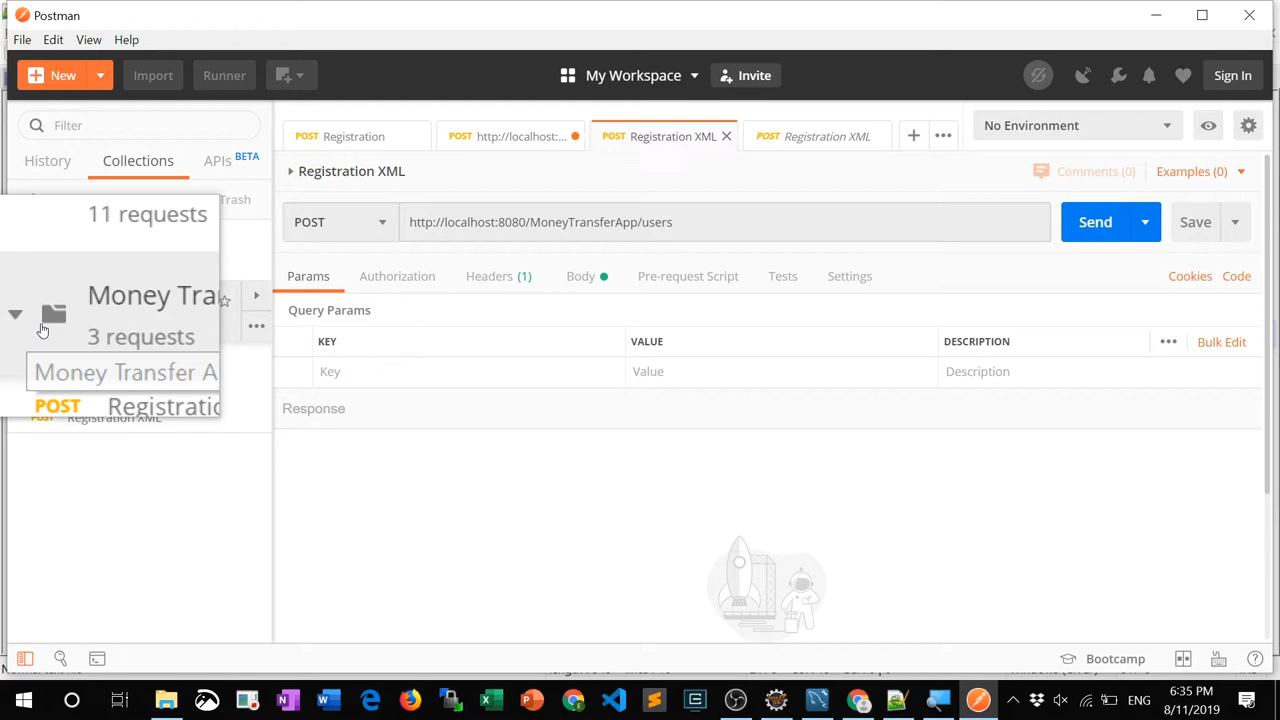 Postman
File Edit View Help
New Import Runner My Workspace Invite Sign In
Filter
History Collections APIs BETA
Trash
11 requests
Money Tra
3 requests
Money Transfer A
POST Registratio
POST Registration XML
POST Registration POST http://localhost:... POST Registration XML POST Registration XML No Environment
Registration XML Comments (0) Examples (0)
POST http://localhost:8080/MoneyTransferApp/users Send Save
Params Authorization Headers (1) Body Pre-request Script Tests Settings Cookies Code
Query Params
KEY VALUE DESCRIPTION Bulk Edit
Key Value Description
Response
Bootcamp
ENG
6:35 PM
8/11/2019